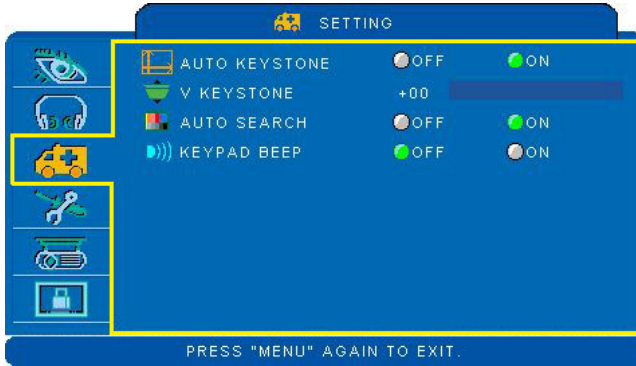 SETTING
AUTO KEYSTONE OFF ON
V KEYSTONE +00
AUTO SEARCH OFF ON
KEYPAD BEEP OFF ON
PRESS "MENU" AGAIN TO EXIT.